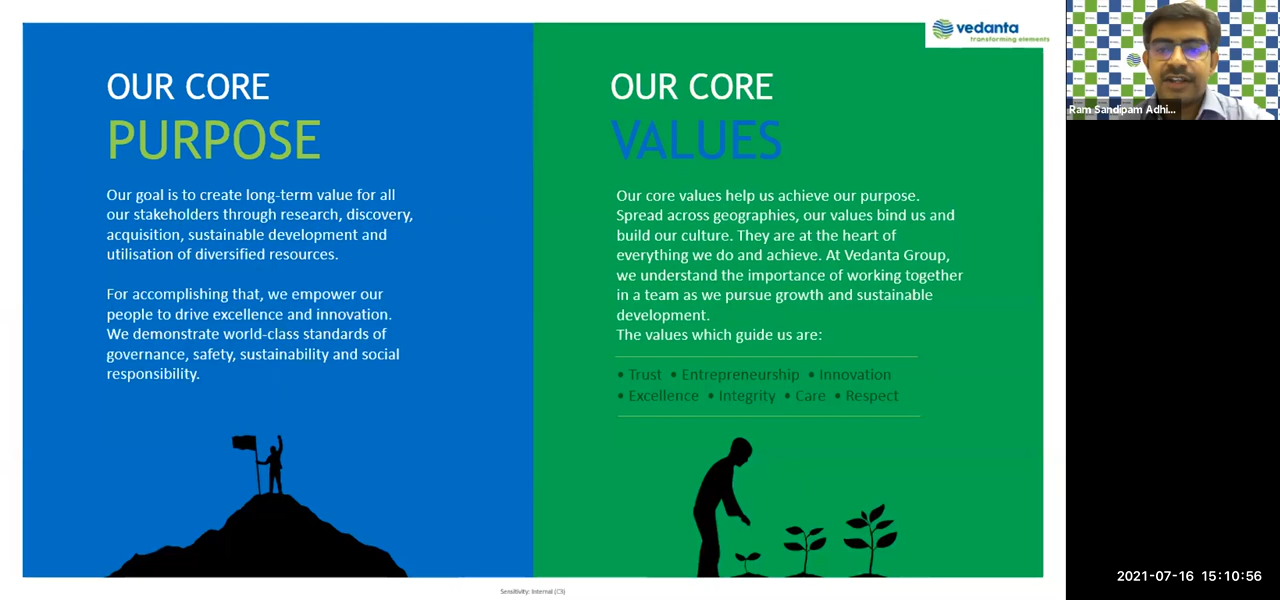 OUR CORE
PURPOSE
Our goal is to create long-term value for all
our stakeholders through research, discovery,
acquisition, sustainable development and
utilisation of diversified resources.
For accomplishing that, we empower our
people to drive excellence and innovation.
We demonstrate world-class standards of
governance, safety, sustainability and social
responsibility.
vedanta
transforming elements
OUR CORE
VALUES
Our core values help us achieve our purpose.
Spread across geographies, our values bind us and
build our culture. They are at the heart of
everything we do and achieve. At Vedanta Group,
we understand the importance of working together
in a team as we pursue growth and sustainable
development.
The values which guide us are:
• Trust • Entrepreneurship • Innovation
• Excellence • Integrity • Care • Respect
Sensitivity: Internal (C3)
Ram Sandipam Adhi...
2021-07-16 15:10:56